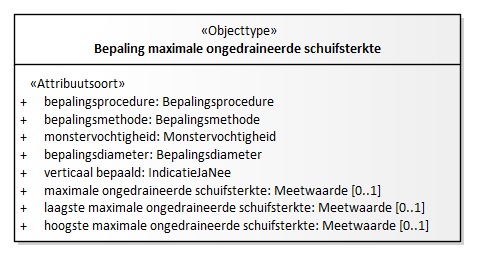 «Objecttype»
Bepaling maximale ongedraineerde schuifsterkte
«Attribuutsoort»
+ bepalingsprocedure: Bepalingsprocedure
+ bepalingsmethode: Bepalingsmethode
+ monstervochtigheid: Monstervochtigheid
+ bepalingsdiameter: Bepalingsdiameter
+ verticaal bepaald: IndicatieJaNee
+ maximale ongedraineerde schuifsterkte: Meetwaarde [0..1]
+ laagste maximale ongedraineerde schuifsterkte: Meetwaarde [0..1]
+ hoogste maximale ongedraineerde schuifsterkte: Meetwaarde [0..1]